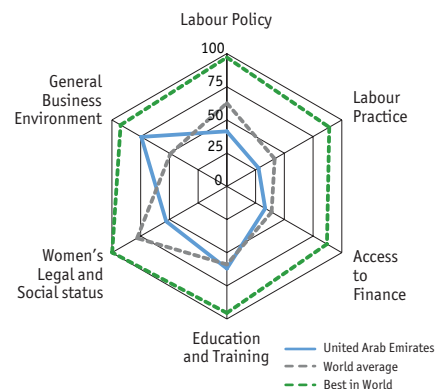 Labour Policy
100
75
50
25
0
General
Business
Environment
Labour
Practice
Women's
Legal and
Social status
Access
to
Finance
Education
and Training
United Arab Emirates
World average
Best in World